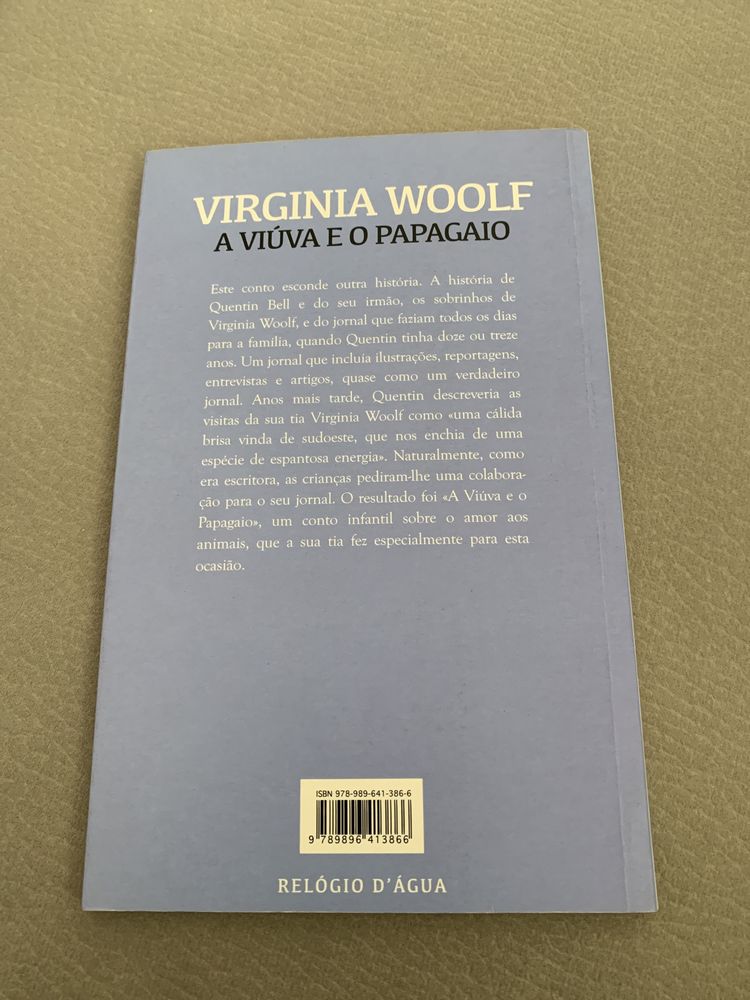 VIRGINIA WOOLF
A VIÚVA E O PAPAGAIO
Este conto esconde outra história. A história de
Quentin Bell e do seu irmão, os sobrinhos de
Virginia Woolf, e do jornal que faziam todos os dias
para a família, quando Quentin tinha doze ou treze
anos. Um jornal que incluía ilustrações, reportagens,
entrevistas e artigos, quase como um verdadeiro
jornal. Anos mais tarde, Quentin descreveria as
visitas da sua tia Virginia Woolf como «uma cálida
brisa vinda de sudoeste, que nos enchia de uma
espécie de espantosa energia». Naturalmente, como
era escritora, as crianças pediram-lhe uma colabora-
ção para o seu jornal. O resultado foi «A Viúva e o
Papagaio», um conto infantil sobre o amor aos
animais, que a sua tia fez especialmente para esta
ocasião.
ISBN 978-989-641-386-6
9 789896 413866
RELÓGIO D'ÁGUA